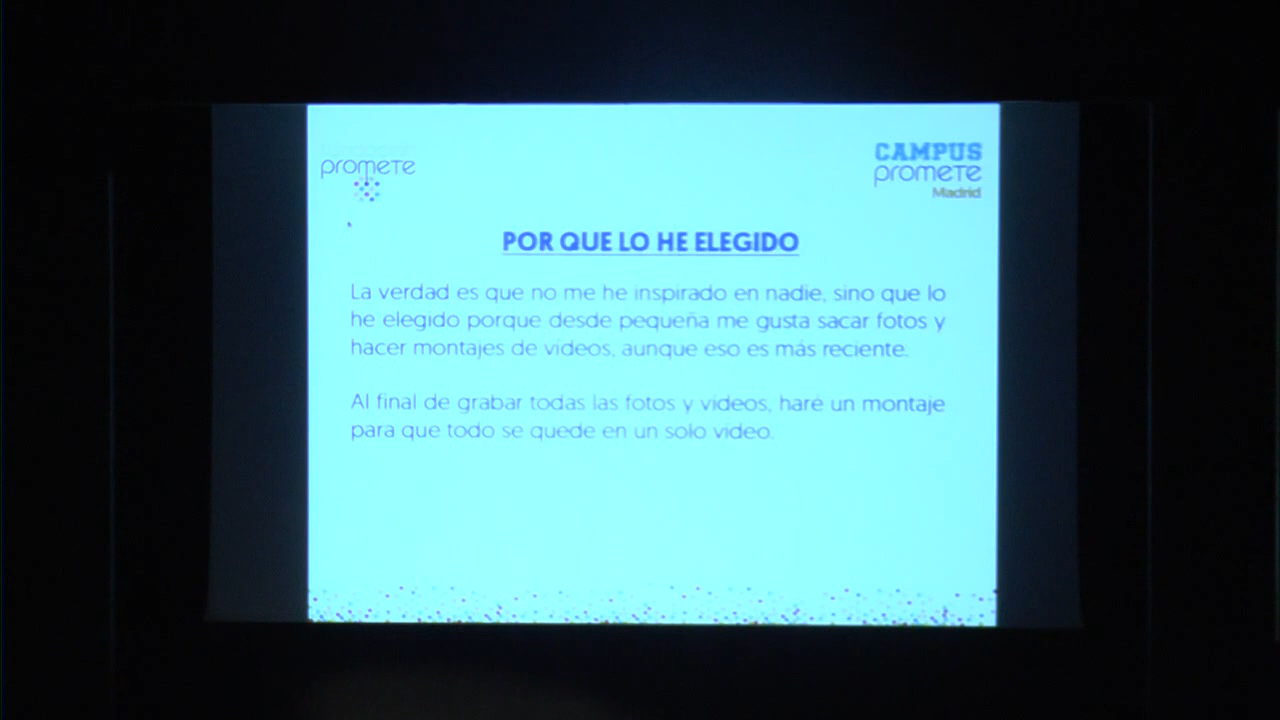 promete
CAMPUS
promete
Madrid
POR QUE LO HE ELEGIDO
La verdad es que no me he inspirado en nadie, sino que lo
he elegido porque desde pequeña me gusta sacar fotos y
hacer montajes de vídeos, aunque eso es más reciente.
Al final de grabar todas las fotos y vídeos, haré un montaje
para que todo se quede en un solo vídeo.